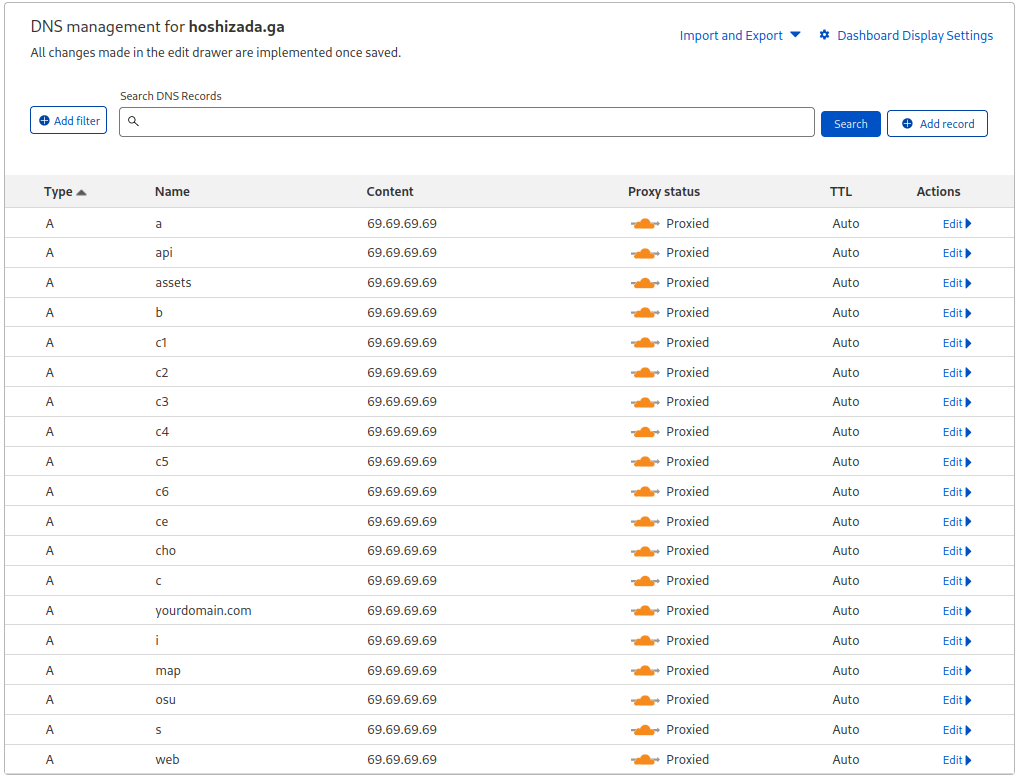 DNS management for hoshizada.ga
All changes made in the edit drawer are implemented once saved.
Import and Export Dashboard Display Settings
Search DNS Records
Add filter Search Add record
Type Name Content Proxy status TTL Actions
A a 69.69.69.69 Proxied Auto Edit
A api 69.69.69.69 Proxied Auto Edit
A assets 69.69.69.69 Proxied Auto Edit
A b 69.69.69.69 Proxied Auto Edit
A c1 69.69.69.69 Proxied Auto Edit
A c2 69.69.69.69 Proxied Auto Edit
A c3 69.69.69.69 Proxied Auto Edit
A c4 69.69.69.69 Proxied Auto Edit
A c5 69.69.69.69 Proxied Auto Edit
A c6 69.69.69.69 Proxied Auto Edit
A ce 69.69.69.69 Proxied Auto Edit
A cho 69.69.69.69 Proxied Auto Edit
A c 69.69.69.69 Proxied Auto Edit
A yourdomain.com 69.69.69.69 Proxied Auto Edit
A i 69.69.69.69 Proxied Auto Edit
A map 69.69.69.69 Proxied Auto Edit
A osu 69.69.69.69 Proxied Auto Edit
A s 69.69.69.69 Proxied Auto Edit
A web 69.69.69.69 Proxied Auto Edit